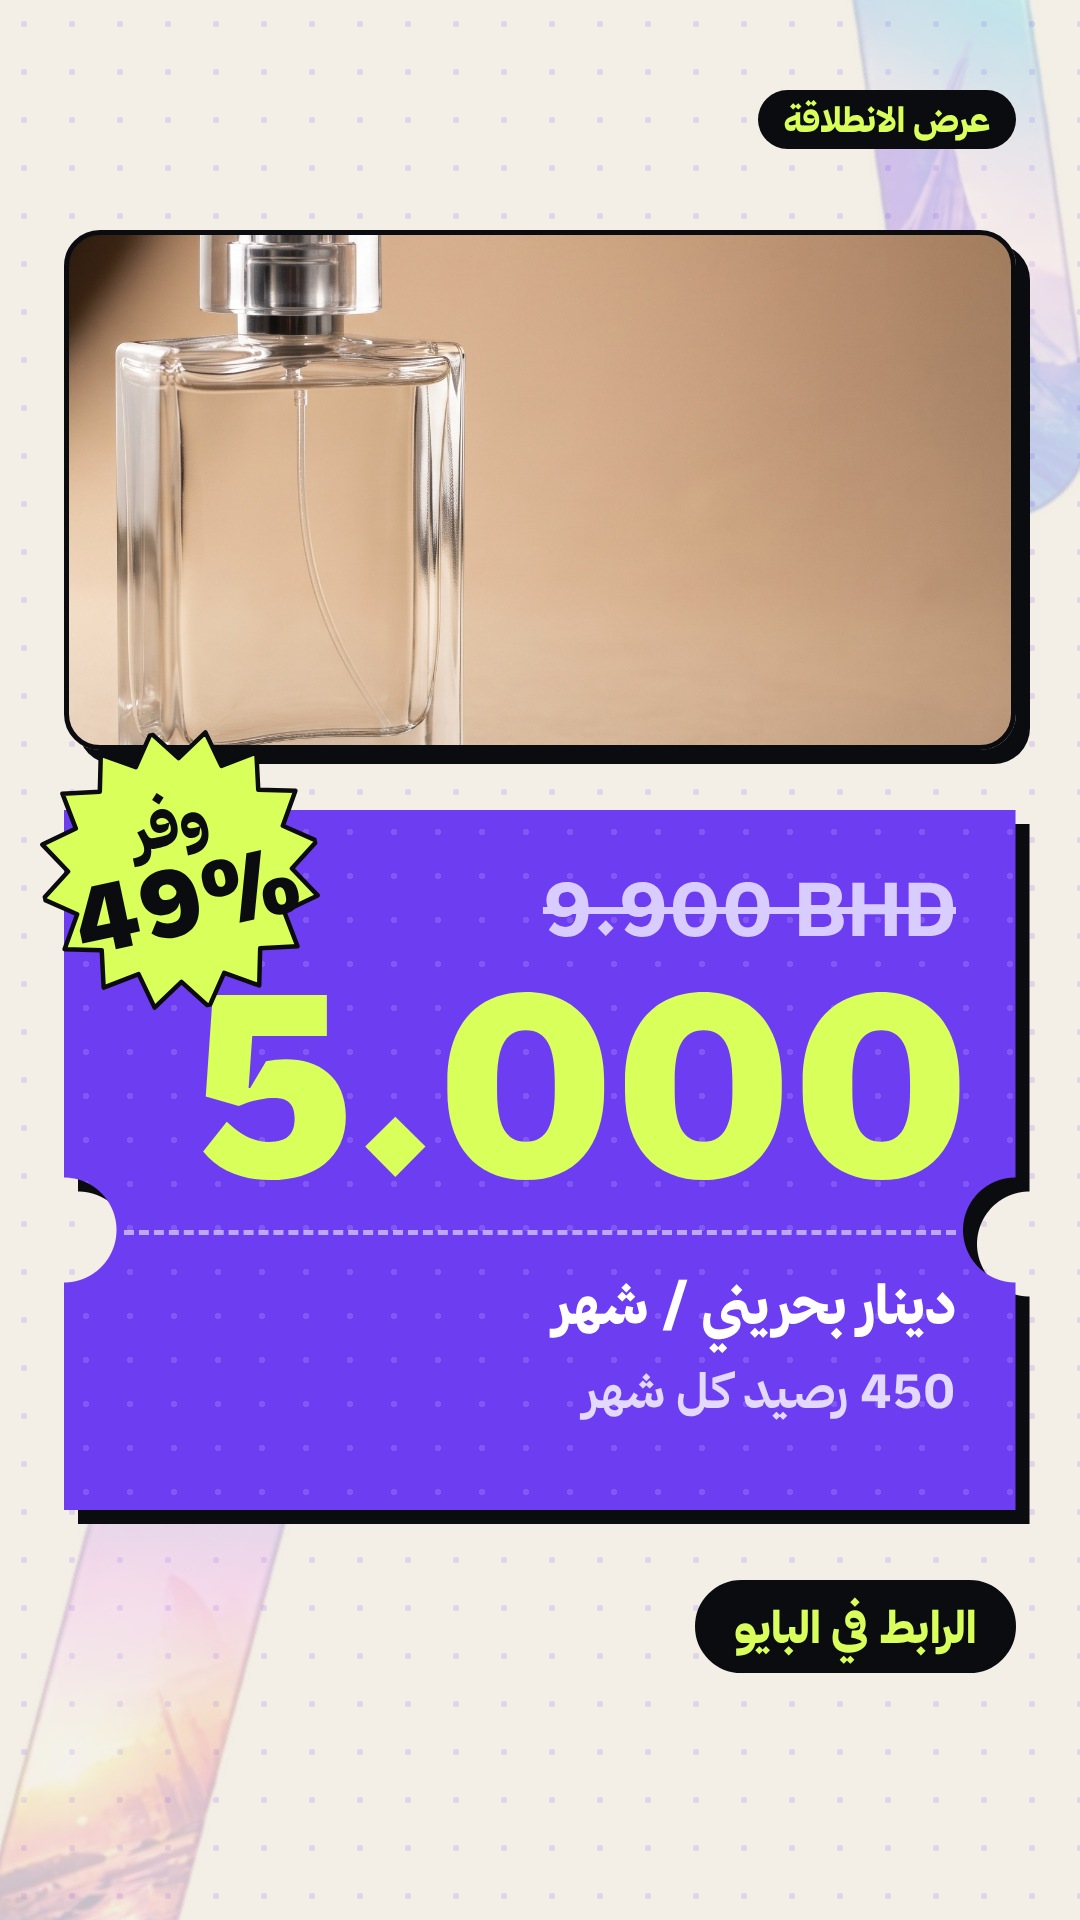 عرض الانطلاقة
وفر
49%
9.900 BHD
5.000
دينار بحريني / شهر
450 رصيد كل شهر
الرابط في البايو